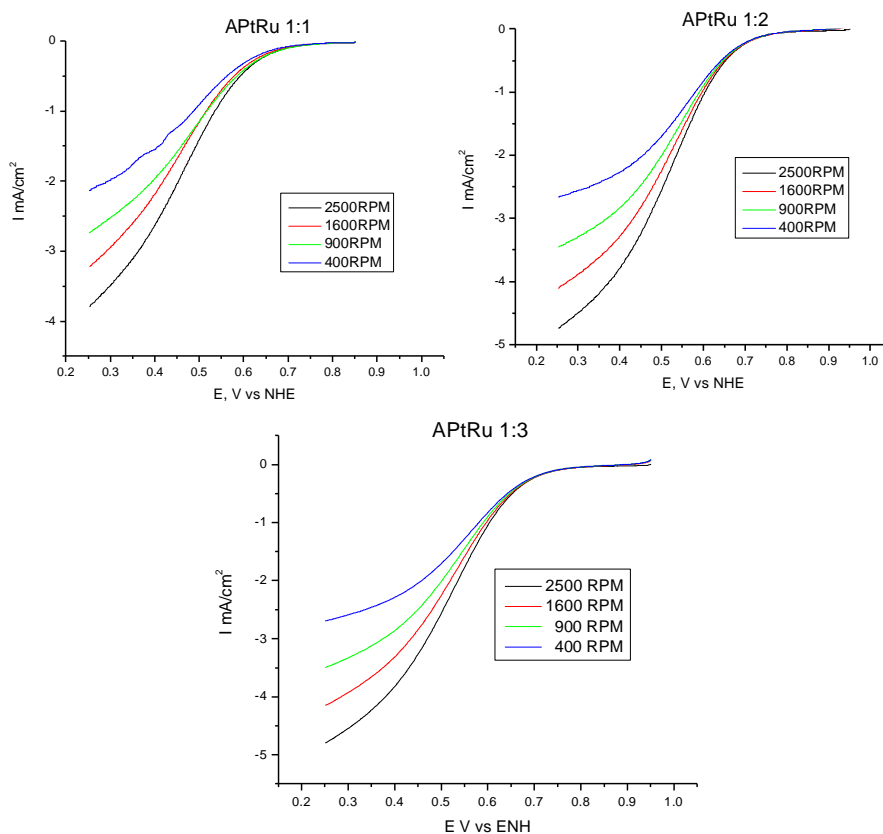 APtRu 1:1
0
-1
-2
-3
-4
I mA/cm²
2500RPM
1600RPM
900RPM
400RPM
0.2 0.3 0.4 0.5 0.6 0.7 0.8 0.9 1.0
E, V vs NHE
APtRu 1:2
0
-1
-2
-3
-4
-5
I mA/cm²
2500RPM
1600RPM
900RPM
400RPM
0.2 0.3 0.4 0.5 0.6 0.7 0.8 0.9 1.0
E, V vs NHE
APtRu 1:3
0
-1
-2
-3
-4
-5
I mA/cm²
2500 RPM
1600 RPM
900 RPM
400 RPM
0.2 0.3 0.4 0.5 0.6 0.7 0.8 0.9 1.0
E V vs ENH